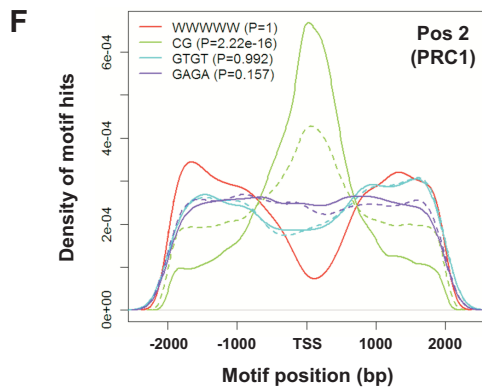 F
WWWWWW (P=1)
CG (P=2.22e-16)
GTGT (P=0.992)
GAGA (P=0.157)
Pos 2
(PRC1)
Density of motif hits
6e-04
4e-04
2e-04
0e+00
-2000 -1000 TSS 1000 2000
Motif position (bp)